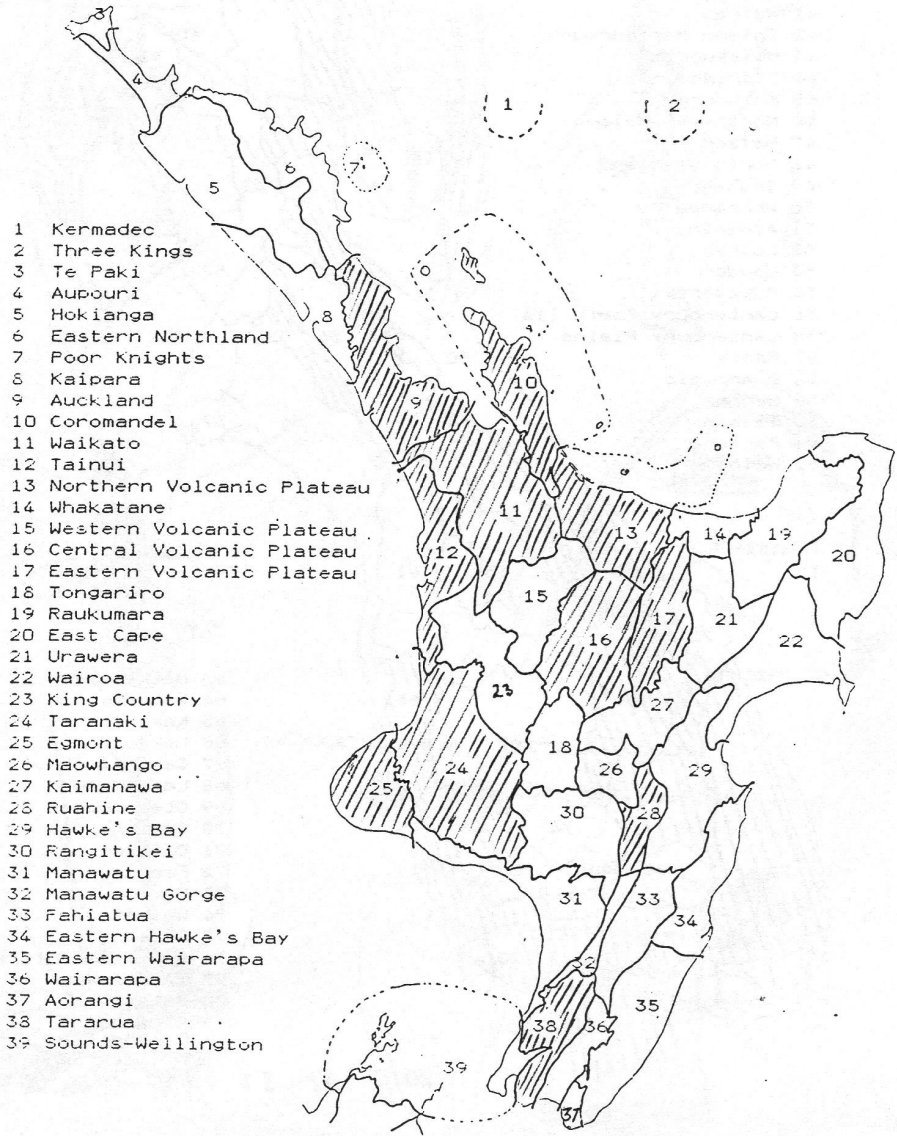 1 Kermadec
2 Three Kings
3 Te Paki
4 Aupouri
5 Hokianga
6 Eastern Northland
7 Poor Knights
8 Kaipara
9 Auckland
10 Coromandel
11 Waikato
12 Tainui
13 Northern Volcanic Plateau
14 Whakatane
15 Western Volcanic Plateau
16 Central Volcanic Plateau
17 Eastern Volcanic Plateau
18 Tongariro
19 Raukumara
20 East Cape
21 Urawera
22 Wairoa
23 King Country
24 Taranaki
25 Egmont
26 Maowhango
27 Kaimanawa
28 Ruahine
29 Hawke's Bay
30 Rangitikei
31 Manawatu
32 Manawatu Gorge
33 Pahiatua
34 Eastern Hawke's Bay
35 Eastern Wairarapa
36 Wairarapa
37 Aorangi
38 Tararua
39 Sounds-Wellington
3
4
1
2
6
7
5
8
10
9
11
13
14
19
20
12
15
17
21
16
22
23
27
18
26
29
24
25
30
28
31
33
34
32
35
38
36
39
37